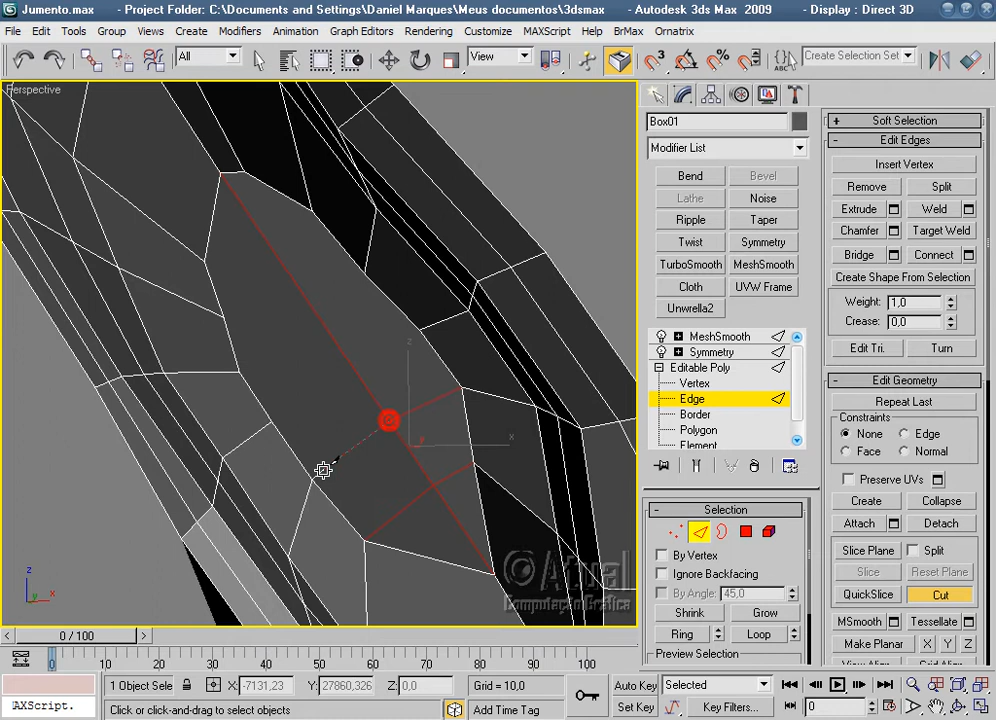 Jumento.max - Project Folder: C:\Documents and Settings\Daniel Marques\Meus documentos\3dsmax - Autodesk 3ds Max 2009 - Display : Direct 3D
File Edit Tools Group Views Create Modifiers Animation Graph Editors Rendering Customize MAXScript Help BrMax Ornatrix
All View Create Selection Set
Perspective
Box01
Modifier List
Bend Bevel
Lathe Noise
Ripple Taper
Twist Symmetry
TurboSmooth MeshSmooth
Cloth UVW Frame
Unwrella2
MeshSmooth
Symmetry
Editable Poly
Vertex
Edge
Border
Polygon
Element
Selection
By Vertex
Ignore Backfacing
By Angle: 45,0
Shrink Grow
Ring Loop
Preview Selection
Soft Selection
Edit Edges
Insert Vertex
Remove Split
Extrude Weld
Chamfer Target Weld
Bridge Connect
Create Shape From Selection
Weight: 1,0
Crease: 0,0
Edit Tri. Turn
Edit Geometry
Repeat Last
Constraints
None Edge
Face Normal
Preserve UVs
Create Collapse
Attach Detach
Slice Plane Split
Slice Reset Plane
QuickSlice Cut
MSmooth Tessellate
Make Planar X Y Z
View Align Grid Align
x
z
z
y x
©Atual
Computação Gráfica
< 0 / 100 >
0 10 20 30 40 50 60 70 80 90 100
1 Object Sele X: -7131,23 Y: 27860,326 Z: 0,0 Grid = 10,0 Auto Key Selected
AXScript. Click or click-and-drag to select objects Add Time Tag Set Key Key Filters... 0